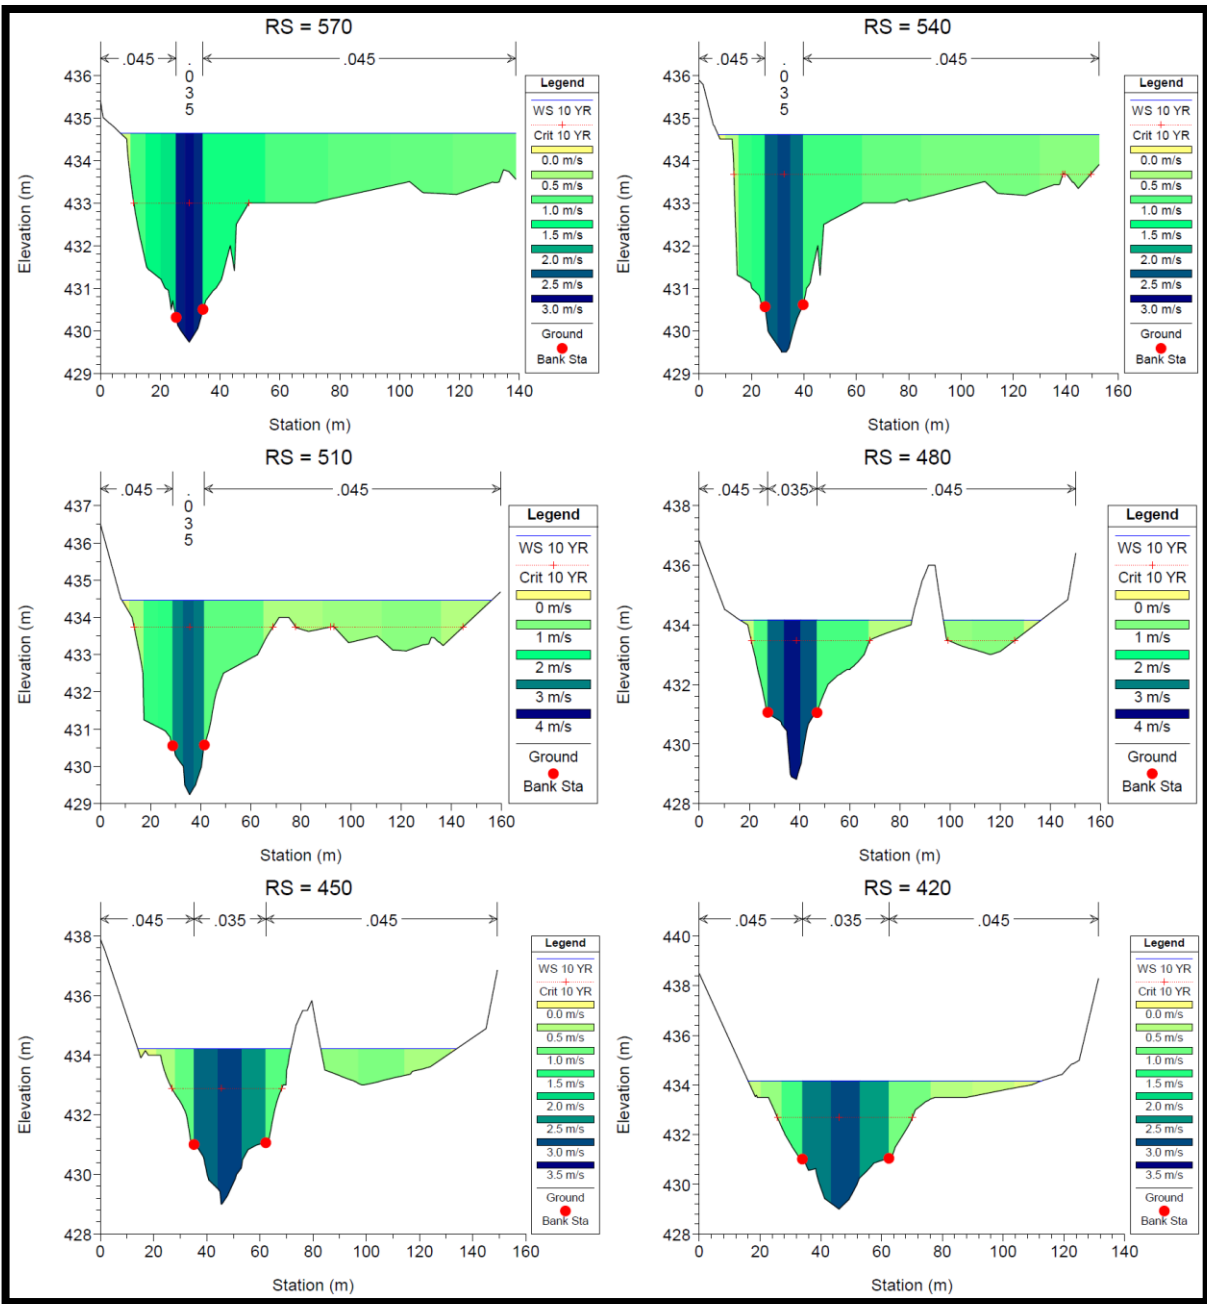 RS = 570
.045
.035
.045
436
435
434
433
432
431
430
429
Elevation (m)
0
20
40
60
80
100
120
140
Station (m)
Legend
WS 10 YR
Crit 10 YR
0.0 m/s
0.5 m/s
1.0 m/s
1.5 m/s
2.0 m/s
2.5 m/s
3.0 m/s
Ground
Bank Sta
RS = 540
.045
.035
.045
436
435
434
433
432
431
430
429
Elevation (m)
0
20
40
60
80
100
120
140
160
Station (m)
Legend
WS 10 YR
Crit 10 YR
0.0 m/s
0.5 m/s
1.0 m/s
1.5 m/s
2.0 m/s
2.5 m/s
3.0 m/s
Ground
Bank Sta
RS = 510
.045
.035
.045
437
436
435
434
433
432
431
430
429
Elevation (m)
0
20
40
60
80
100
120
140
160
Station (m)
Legend
WS 10 YR
Crit 10 YR
0 m/s
1 m/s
2 m/s
3 m/s
4 m/s
Ground
Bank Sta
RS = 480
.045
.035
.045
438
436
434
432
430
428
Elevation (m)
0
20
40
60
80
100
120
140
160
Station (m)
Legend
WS 10 YR
Crit 10 YR
0 m/s
1 m/s
2 m/s
3 m/s
4 m/s
Ground
Bank Sta
RS = 450
.045
.035
.045
438
436
434
432
430
428
Elevation (m)
0
20
40
60
80
100
120
140
160
Station (m)
Legend
WS 10 YR
Crit 10 YR
0.0 m/s
0.5 m/s
1.0 m/s
1.5 m/s
2.0 m/s
2.5 m/s
3.0 m/s
3.5 m/s
Ground
Bank Sta
RS = 420
.045
.035
.045
440
438
436
434
432
430
428
Elevation (m)
0
20
40
60
80
100
120
140
Station (m)
Legend
WS 10 YR
Crit 10 YR
0.0 m/s
0.5 m/s
1.0 m/s
1.5 m/s
2.0 m/s
2.5 m/s
3.0 m/s
3.5 m/s
Ground
Bank Sta